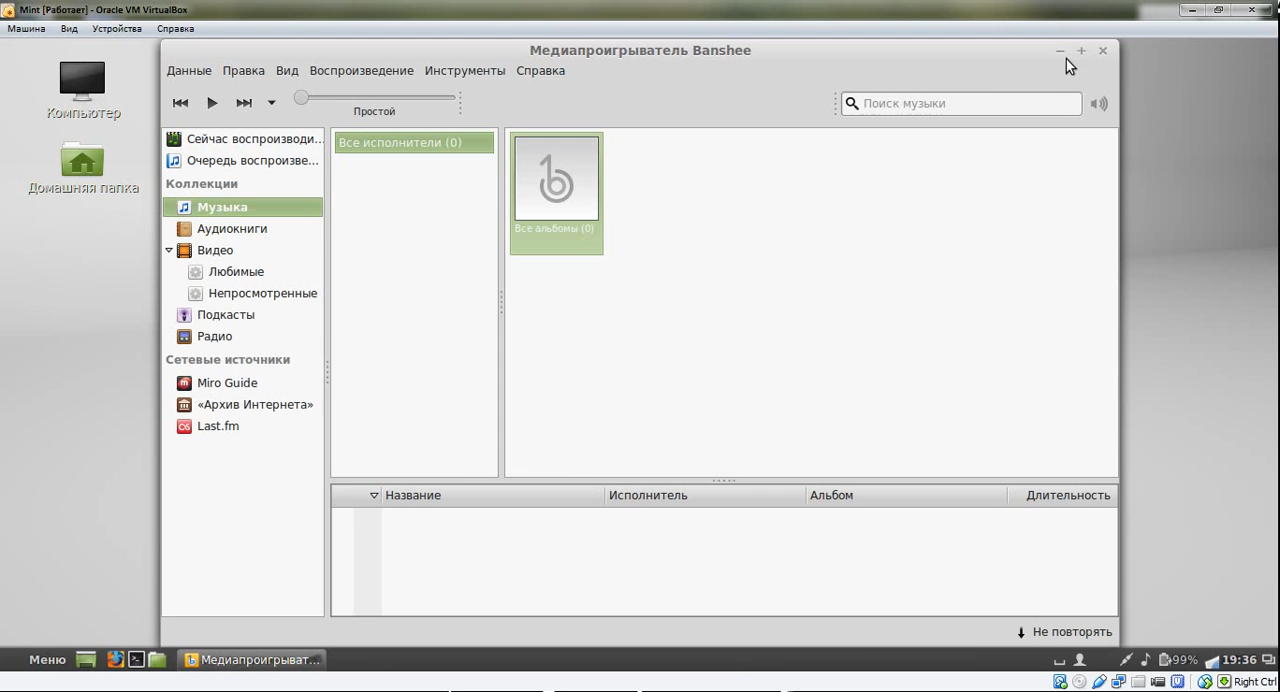 Mint [Работает] - Oracle VM VirtualBox
Машина Вид Устройства Справка
Компьютер
Домашняя папка
Медиапроигрыватель Banshee
Данные Правка Вид Воспроизведение Инструменты Справка
Простой
Поиск музыки
Сейчас воспроизводи...
Очередь воспроизве...
Коллекции
Музыка
Аудиокниги
Видео
Любимые
Непросмотренные
Подкасты
Радио
Сетевые источники
Miro Guide
«Архив Интернета»
Last.fm
Все исполнители (0)
Все альбомы (0)
Название Исполнитель Альбом Длительность
Не повторять
Меню Медиапроигрыват... 99% 19:36
Right Ctrl